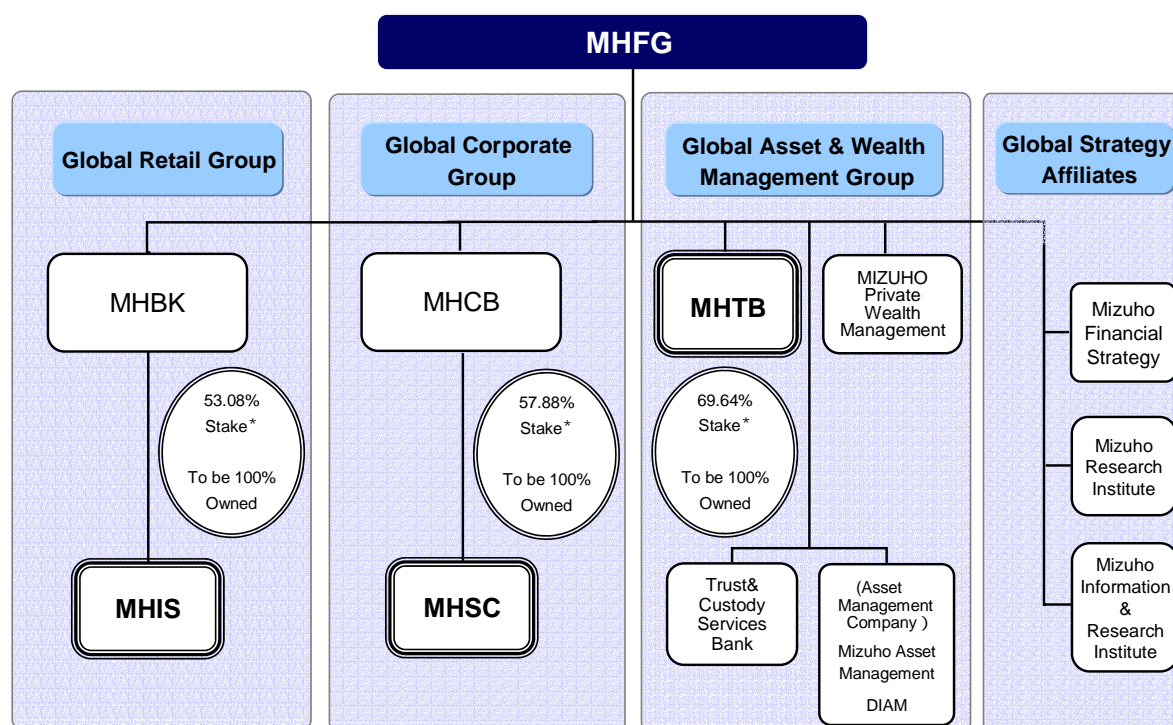 MHFG
Global Retail Group
Global Corporate
Group
Global Asset & Wealth
Management Group
Global Strategy
Affiliates
MHBK
MHCB
MHTB
MIZUHO
Private
Wealth
Management
Mizuho
Financial
Strategy
53.08%
Stake*
To be 100%
Owned
57.88%
Stake*
To be 100%
Owned
69.64%
Stake*
To be 100%
Owned
Mizuho
Research
Institute
MHIS
MHSC
Trust&
Custody
Services
Bank
(Asset
Management
Company )
Mizuho Asset
Management
DIAM
Mizuho
Information
&
Research
Institute